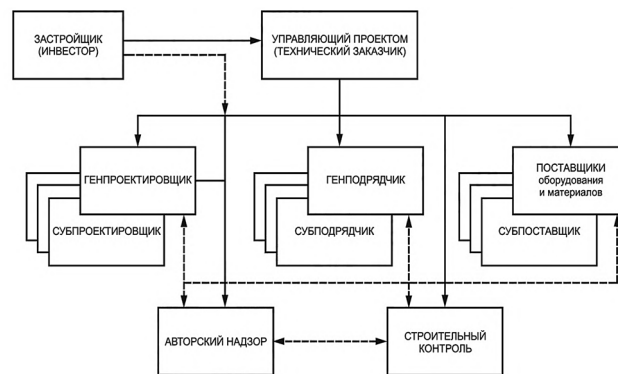 ЗАСТРОЙЩИК
(ИНВЕСТОР)
УПРАВЛЯЮЩИЙ ПРОЕКТОМ
(ТЕХНИЧЕСКИЙ ЗАКАЗЧИК)
ГЕНПРОЕКТИРОВЩИК
СУБПРОЕКТИРОВЩИК
ГЕНПОДРЯДЧИК
СУБПОДРЯДЧИК
ПОСТАВЩИКИ
оборудования
и материалов
СУБПОСТАВЩИК
АВТОРСКИЙ НАДЗОР
СТРОИТЕЛЬНЫЙ
КОНТРОЛЬ